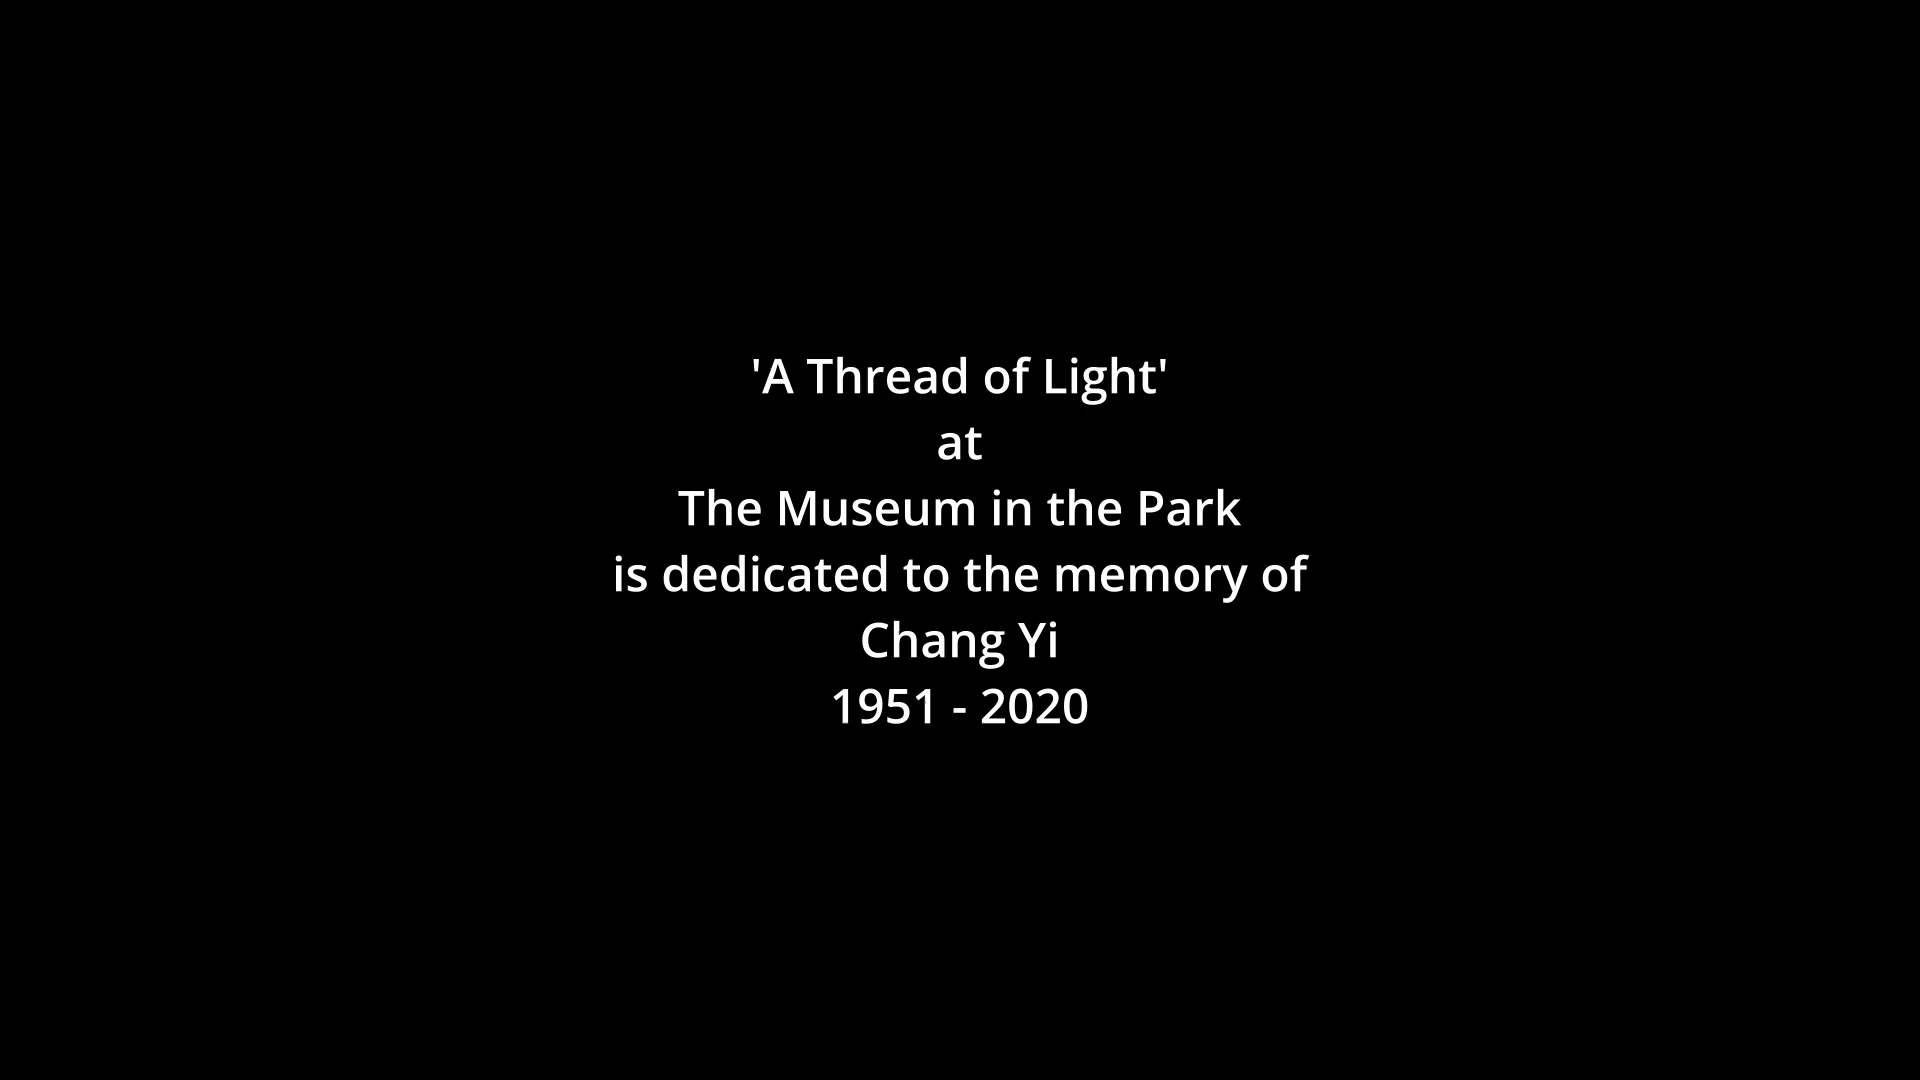 'A Thread of Light'
at
The Museum in the Park
is dedicated to the memory of
Chang Yi
1951 - 2020